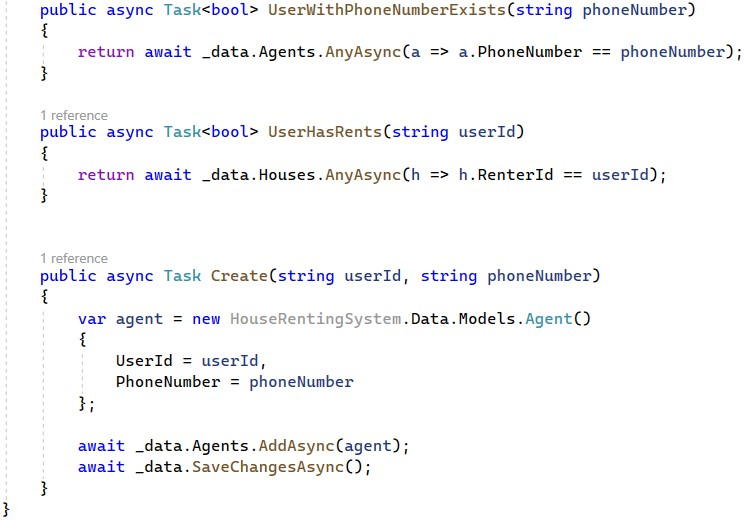 public async Task<bool> UserWithPhoneNumberExists(string phoneNumber)
{
    return await _data.Agents.AnyAsync(a => a.PhoneNumber == phoneNumber);
}

1 reference
public async Task<bool> UserHasRents(string userId)
{
    return await _data.Houses.AnyAsync(h => h.RenterId == userId);
}

1 reference
public async Task Create(string userId, string phoneNumber)
{
    var agent = new HouseRentingSystem.Data.Models.Agent()
    {
        UserId = userId,
        PhoneNumber = phoneNumber
    };

    await _data.Agents.AddAsync(agent);
    await _data.SaveChangesAsync();
}
}